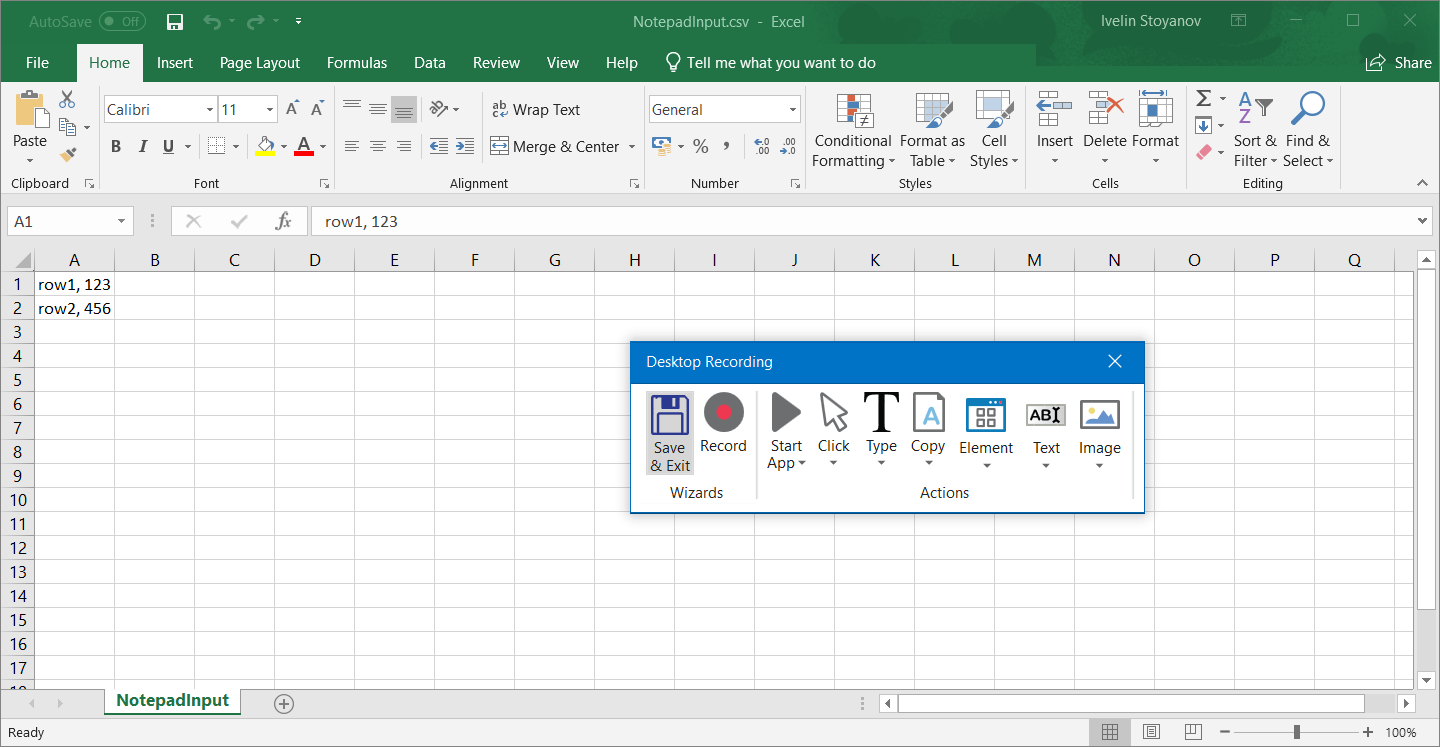 AutoSave Off NotepadInput.csv - Excel Ivelin Stoyanov
File Home Insert Page Layout Formulas Data Review View Help Tell me what you want to do Share
Paste
Clipboard
Calibri 11 A A
B I U A
Font
ab Wrap Text
Merge & Center
Alignment
General
% , .00 .00
Number
Conditional Formatting
Format as Table
Cell Styles
Styles
Insert Delete Format
Cells
Sort & Filter
Find & Select
Editing
A1 fx row1, 123
A B C D E F G H I J K L M N O P Q
1 row1, 123
2 row2, 456
3
4
5
6
7
8
9
10
11
12
13
14
15
16
17
18
Desktop Recording
Save & Exit
Record
Wizards
Start App
Click
Type
Copy
Element
Text
Image
Actions
NotepadInput
Ready 100%